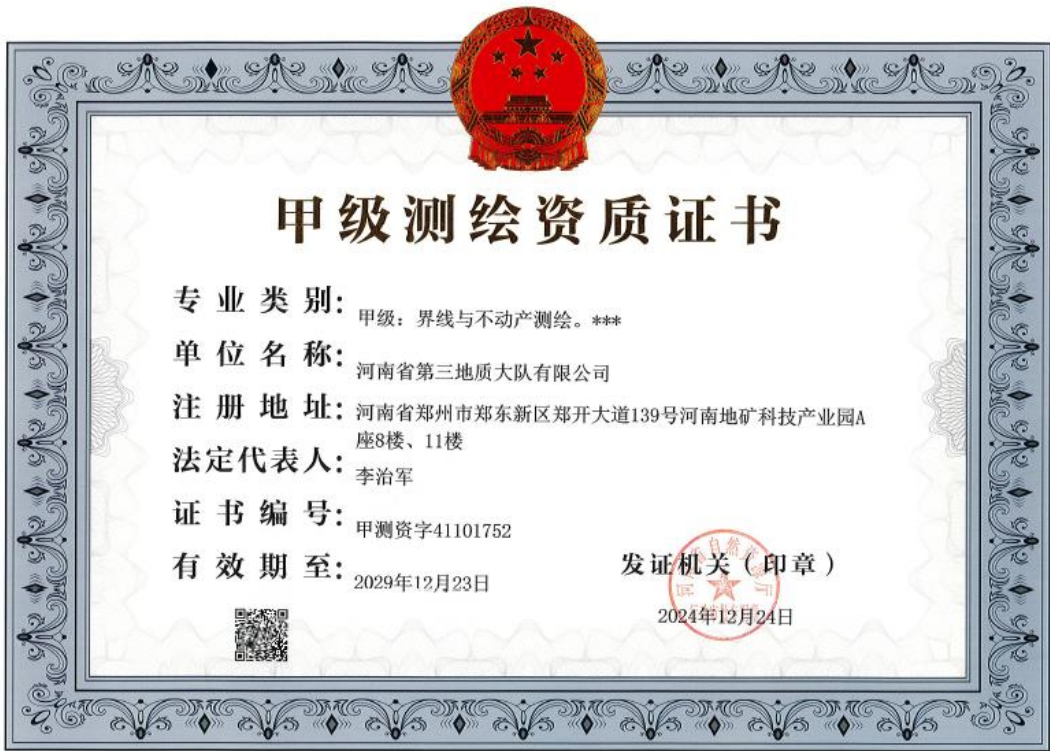 甲级测绘资质证书
专业类别：甲级：界线与不动产测绘。***
单位名称：河南省第三地质大队有限公司
注册地址：河南省郑州市郑东新区郑开大道139号河南地矿科技产业园A
座8楼、11楼
法定代表人：李治军
证书编号：甲测资字41101752
有效期至：2029年12月23日
发证机关（印章）
2024年12月24日